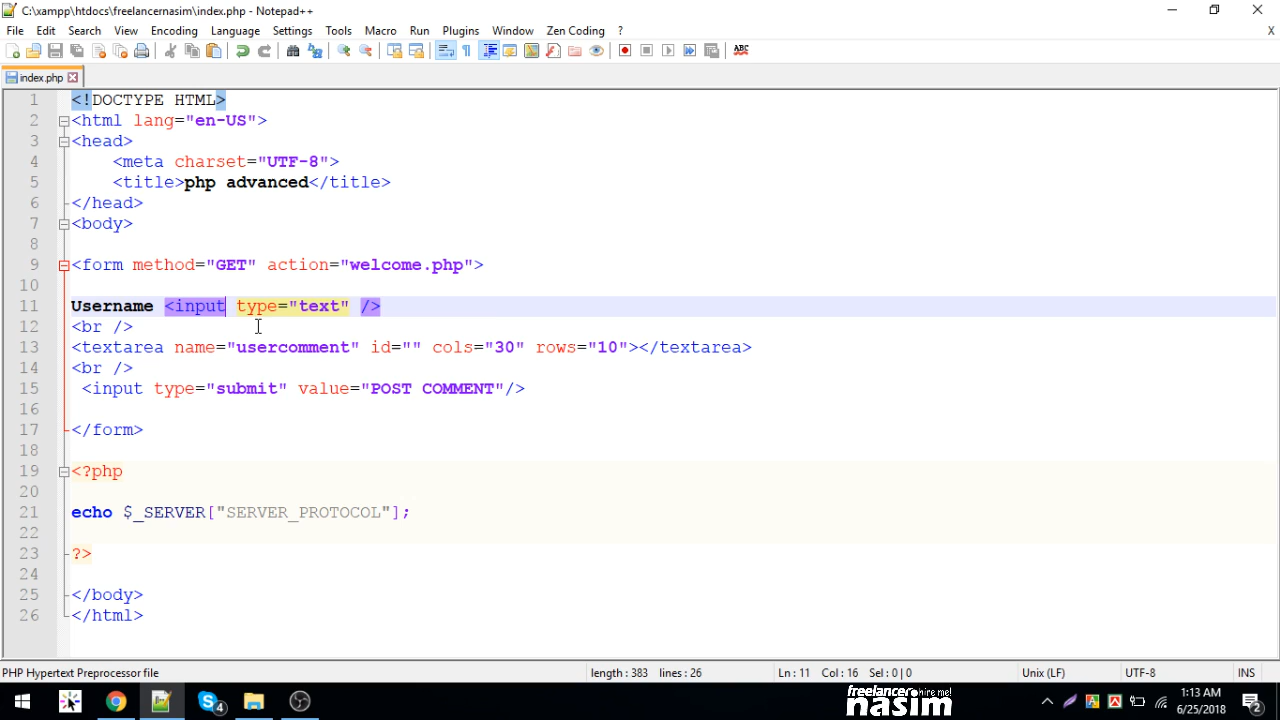 C:\xampp\htdocs\freelancernasim\index.php - Notepad++
File Edit Search View Encoding Language Settings Tools Macro Run Plugins Window Zen Coding ? X
ABC
index.php
1 <!DOCTYPE HTML>
2 <html lang="en-US">
3 <head>
4 <meta charset="UTF-8">
5 <title>php advanced</title>
6 </head>
7 <body>
8
9 <form method="GET" action="welcome.php">
10
11 Username <input type="text" />
12 <br />
13 <textarea name="usercomment" id="" cols="30" rows="10"></textarea>
14 <br />
15 <input type="submit" value="POST COMMENT"/>
16
17 </form>
18
19 <?php
20
21 echo $_SERVER["SERVER_PROTOCOL"];
22
23 ?>
24
25 </body>
26 </html>
PHP Hypertext Preprocessor file length : 383 lines : 26 Ln : 11 Col : 16 Sel : 0 | 0 Unix (LF) UTF-8 INS
4
freelancer hire me!
nasim
1:13 AM
6/25/2018
2